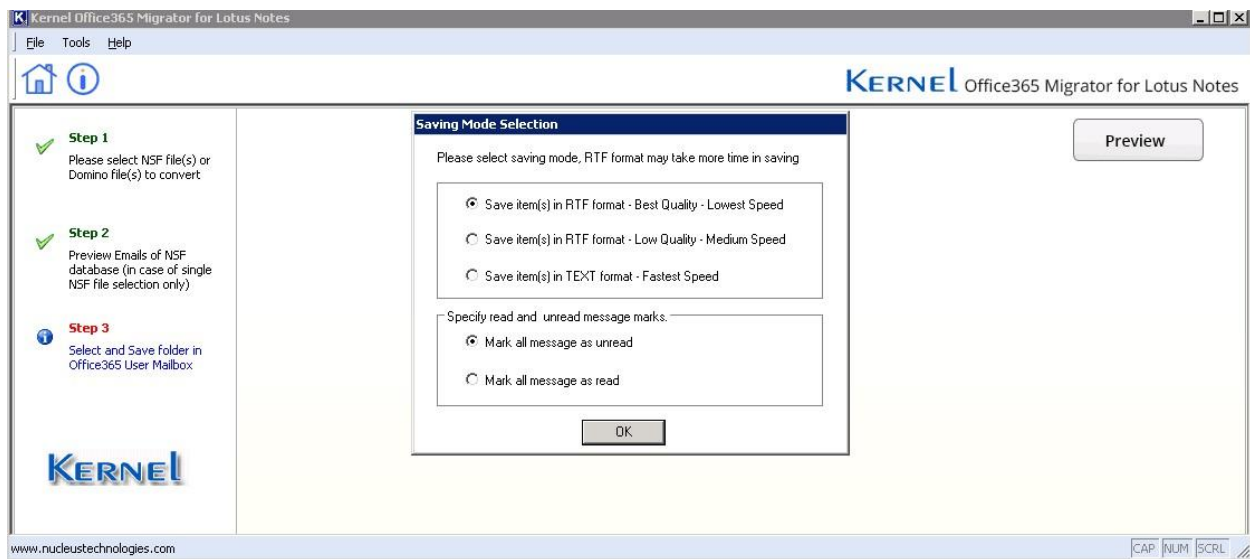 Kernel Office365 Migrator for Lotus Notes
File Tools Help
KERNEL Office365 Migrator for Lotus Notes
Step 1
Please select NSF file(s) or
Domino file(s) to convert
Step 2
Preview Emails of NSF
database (in case of single
NSF file selection only)
Step 3
Select and Save folder in
Office365 User Mailbox
KERNEL
Saving Mode Selection
Please select saving mode, RTF format may take more time in saving
Save item(s) in RTF format - Best Quality - Lowest Speed
Save item(s) in RTF format - Low Quality - Medium Speed
Save item(s) in TEXT format - Fastest Speed
Specify read and unread message marks.
Mark all message as unread
Mark all message as read
OK
Preview
www.nucleustechnologies.com
CAP NUM SCRL